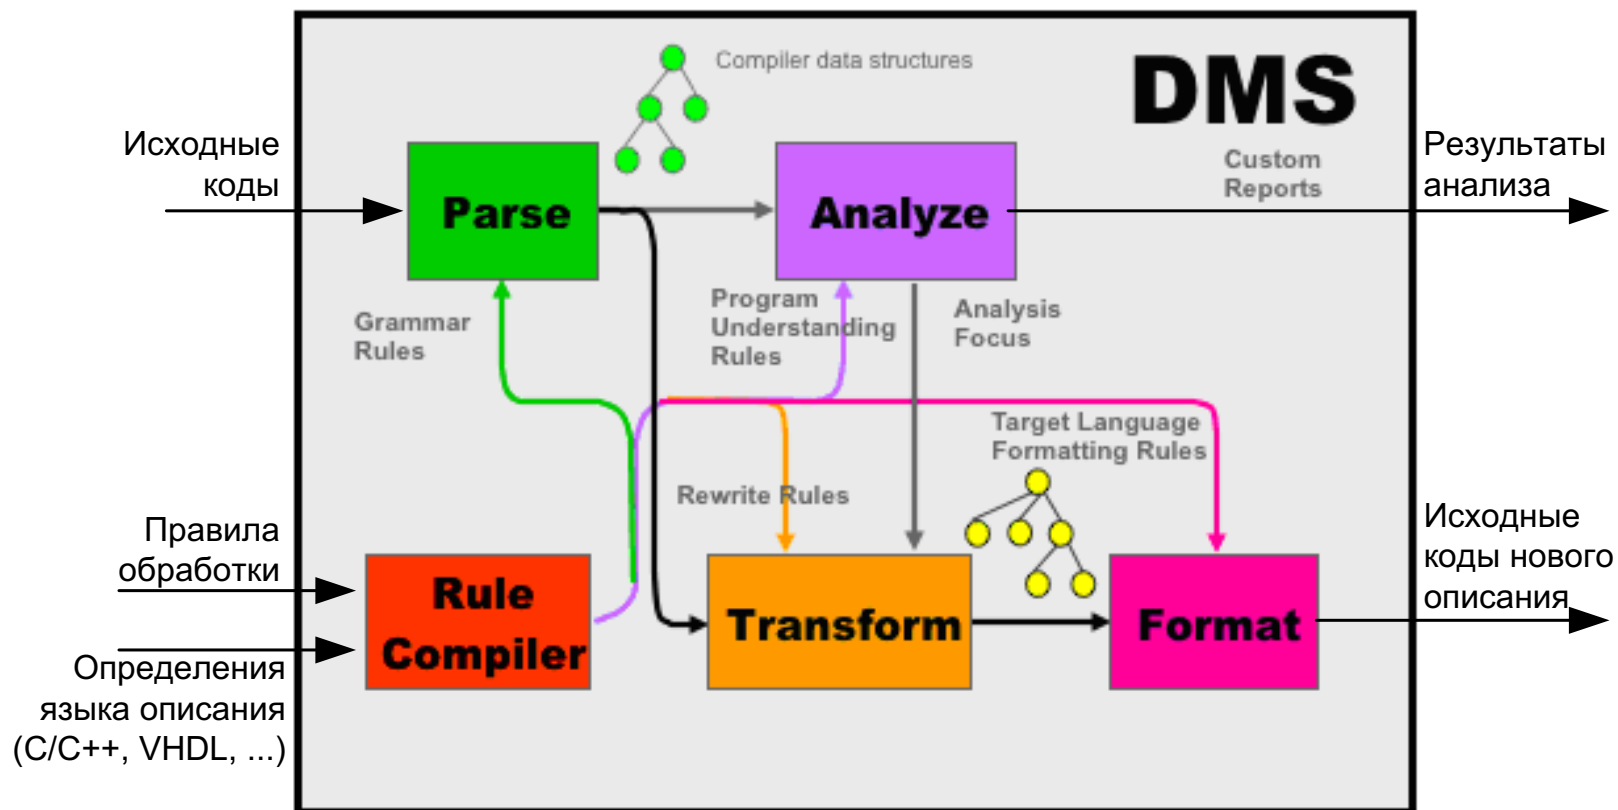 Compiler data structures
DMS
Исходные
коды
Parse
Analyze
Custom
Reports
Результаты
анализа
Grammar
Rules
Program
Understanding
Rules
Analysis
Focus
Target Language
Formatting Rules
Rewrite Rules
Правила
обработки
Rule
Compiler
Transform
Format
Исходные
коды нового
описания
Определения
языка описания
(C/C++, VHDL, ...)